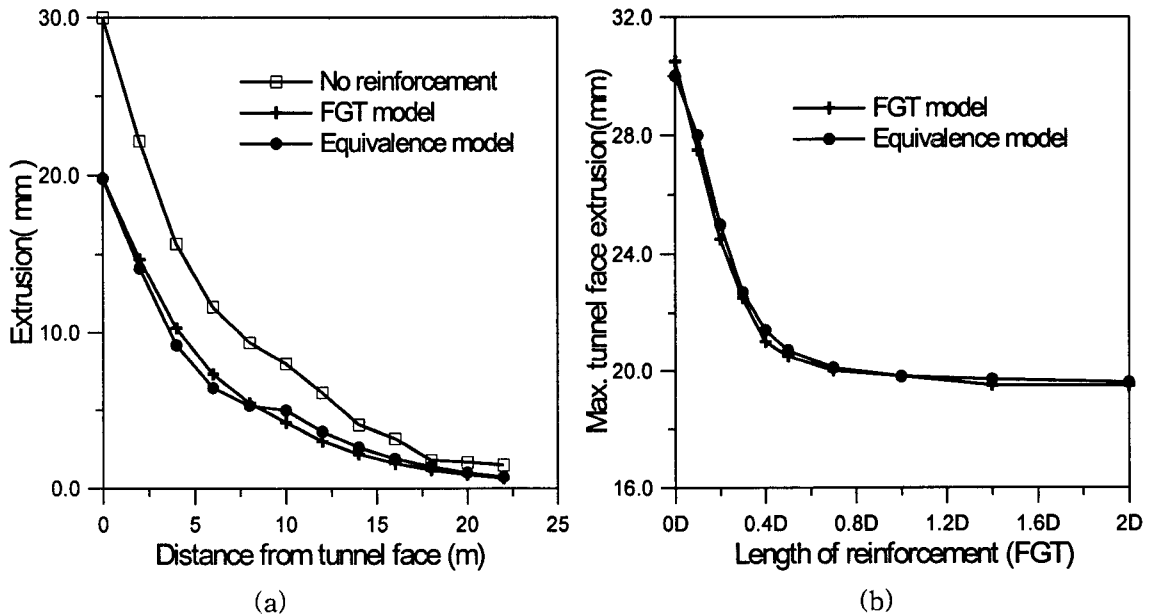 30.0
20.0
10.0
0.0
Extrusion( mm)
No reinforcement
FGT model
Equivalence model
0 5 10 15 20 25
Distance from tunnel face (m)
(a)
32.0
28.0
24.0
20.0
16.0
Max. tunnel face extrusion(mm)
FGT model
Equivalence model
0D 0.4D 0.8D 1.2D 1.6D 2D
Length of reinforcement (FGT)
(b)